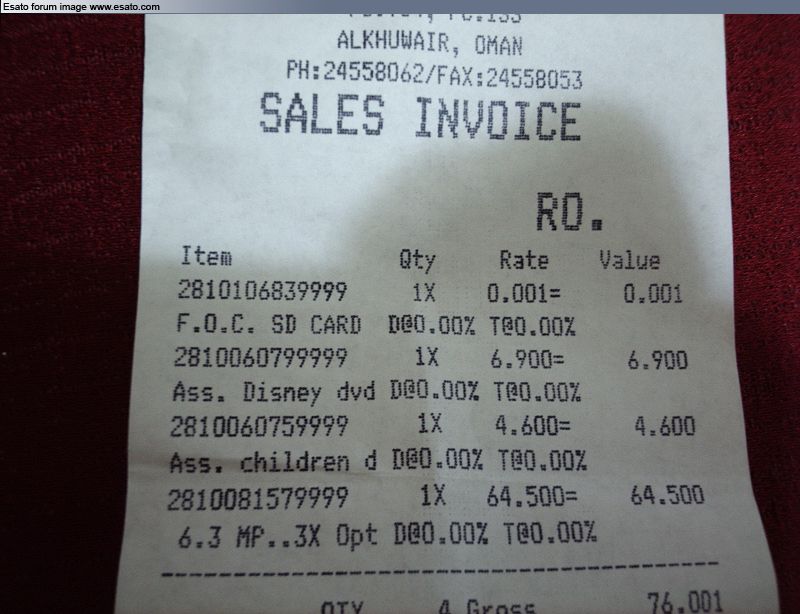 Esato forum image www.esato.com
ALKHUWAIR, OMAN
PH:24558062/FAX:24558053
SALES INVOICE
RO.
Item Qty Rate Value
2810106839999 1X 0.001= 0.001
F.O.C. SD CARD D@0.00% T@0.00%
2810060799999 1X 6.900= 6.900
Ass. Disney dvd D@0.00% T@0.00%
2810060759999 1X 4.600= 4.600
Ass. children d D@0.00% T@0.00%
2810081579999 1X 64.500= 64.500
6.3 MP..3X Opt D@0.00% T@0.00%
QTY 4 Gross 76.001